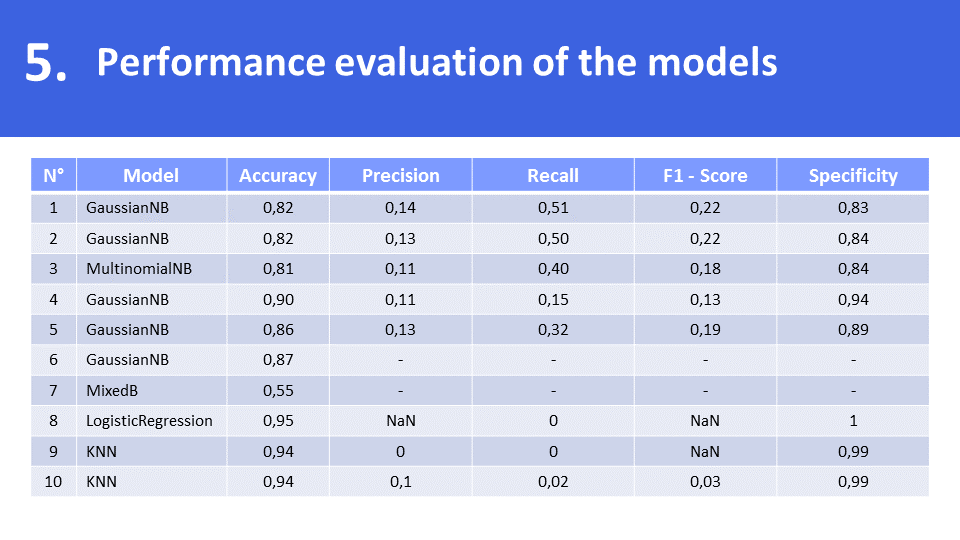 5. Performance evaluation of the models
N° Model Accuracy Precision Recall F1 - Score Specificity
1 GaussianNB 0,82 0,14 0,51 0,22 0,83
2 GaussianNB 0,82 0,13 0,50 0,22 0,84
3 MultinomialNB 0,81 0,11 0,40 0,18 0,84
4 GaussianNB 0,90 0,11 0,15 0,13 0,94
5 GaussianNB 0,86 0,13 0,32 0,19 0,89
6 GaussianNB 0,87 - - - -
7 MixedB 0,55 - - - -
8 LogisticRegression 0,95 NaN 0 NaN 1
9 KNN 0,94 0 0 NaN 0,99
10 KNN 0,94 0,1 0,02 0,03 0,99